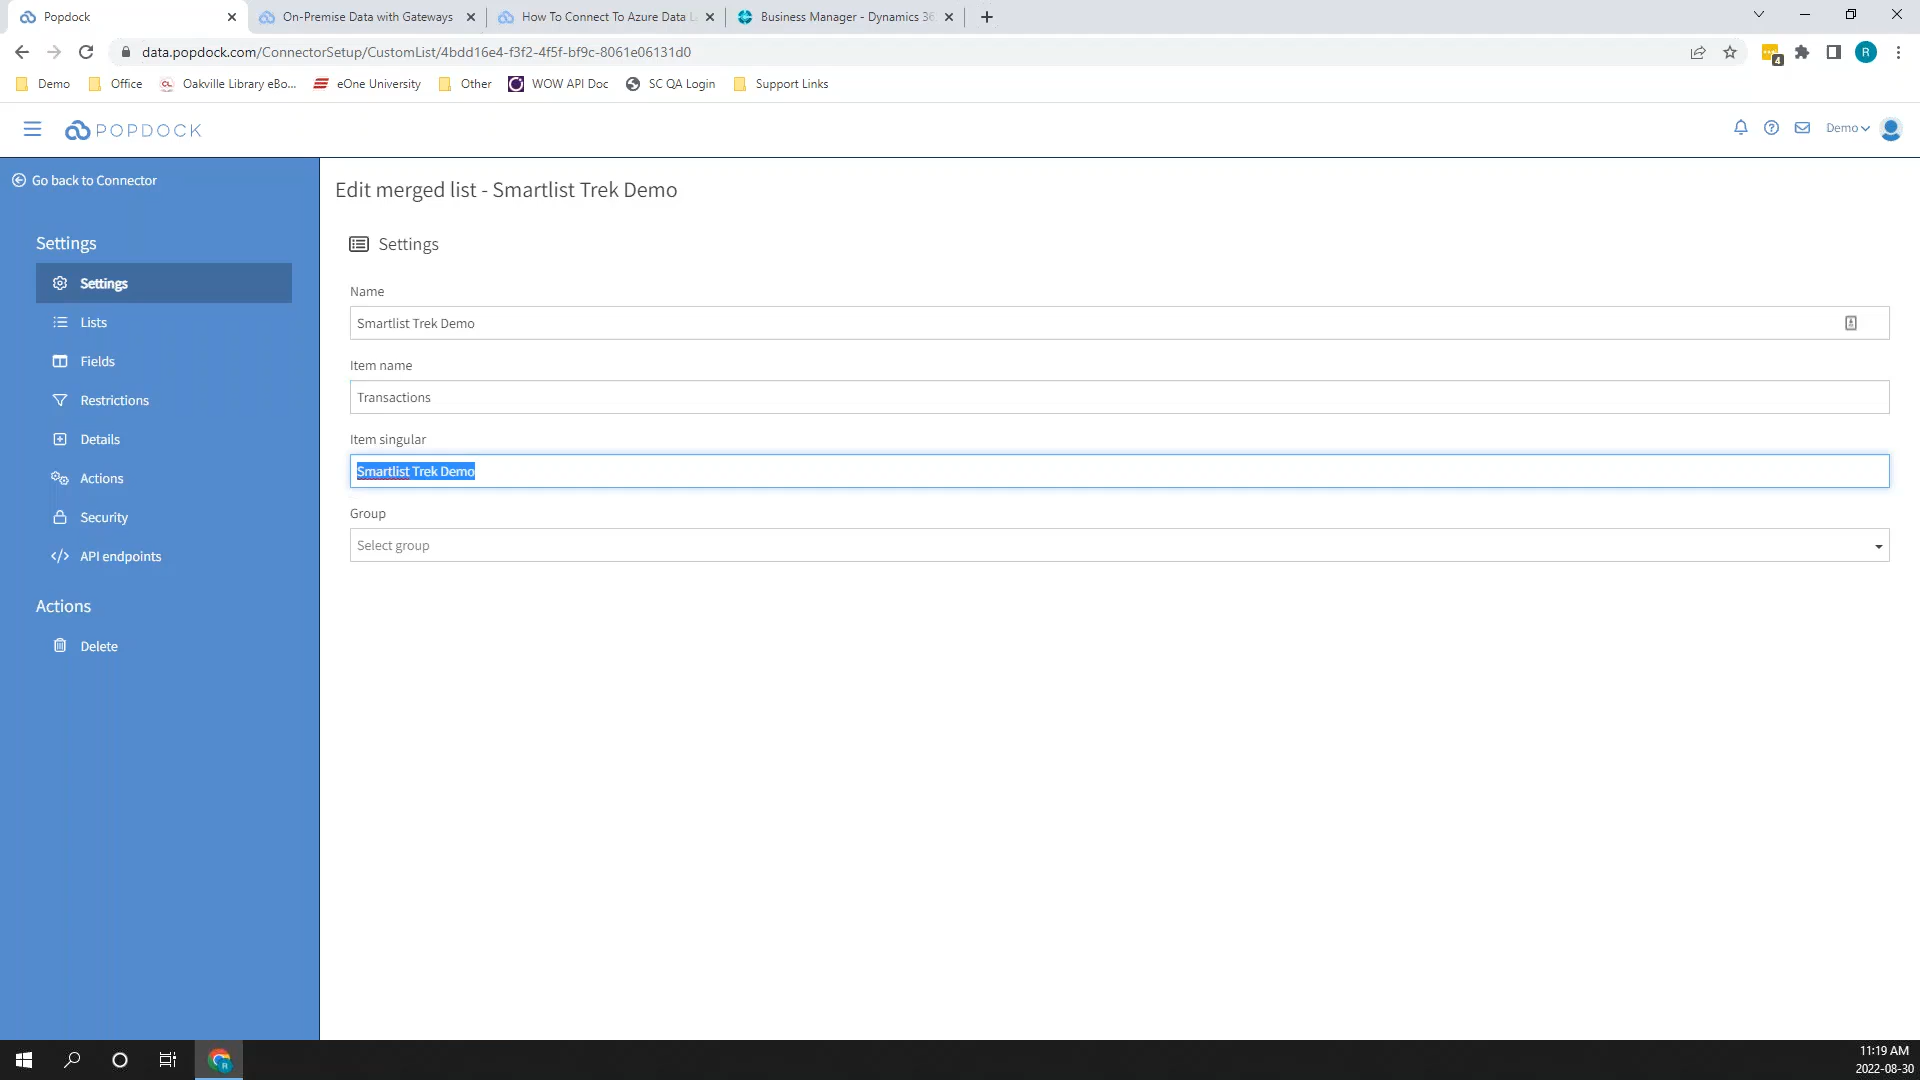 Popdock
On-Premise Data with Gateways
How To Connect To Azure Data L
Business Manager - Dynamics 36
data.popdock.com/ConnectorSetup/CustomList/4bdd16e4-f3f2-4f5f-bf9c-8061e06131d0
4
R
Demo
Office
CL
Oakville Library eBo...
eOne University
Other
WOW API Doc
SC QA Login
Support Links
POPDOCK
Demo
Go back to Connector
Settings
Settings
Lists
Fields
Restrictions
Details
Actions
Security
API endpoints
Actions
Delete
Edit merged list - Smartlist Trek Demo
Settings
Name
Smartlist Trek Demo
Item name
Transactions
Item singular
Smartlist Trek Demo
Group
Select group
R
11:19 AM
2022-08-30